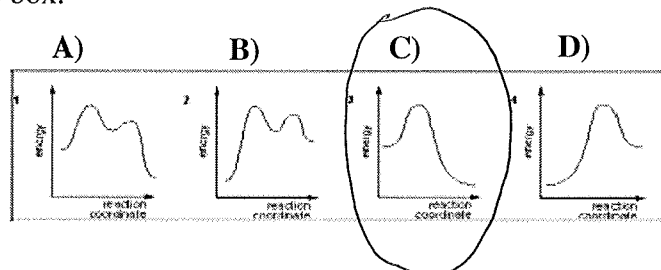 box.
A) B) C) D)
1 2 3 4
energy energy energy energy
reaction reaction reaction reaction
coordinate coordinate coordinate coordinate